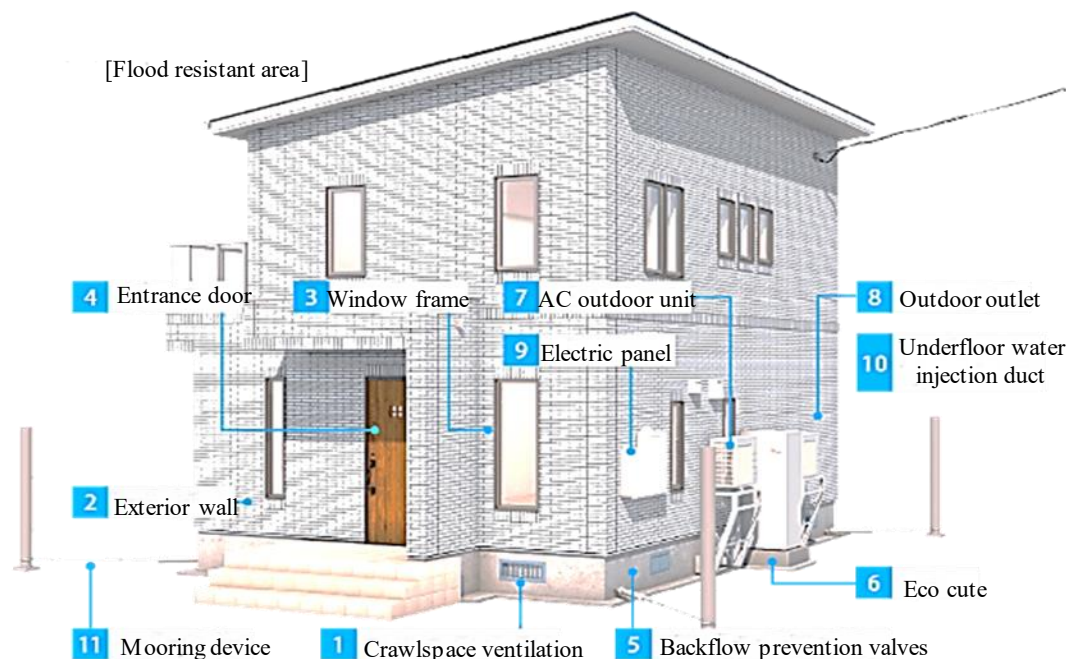 [Flood resistant area]
4 Entrance door
3 Window frame
7 AC outdoor unit
8 Outdoor outlet
9 Electric panel
10 Underfloor water
injection duct
2 Exterior wall
6 Eco cute
11 Mooring device
1 Crawlspace ventilation
5 Backflow prevention valves